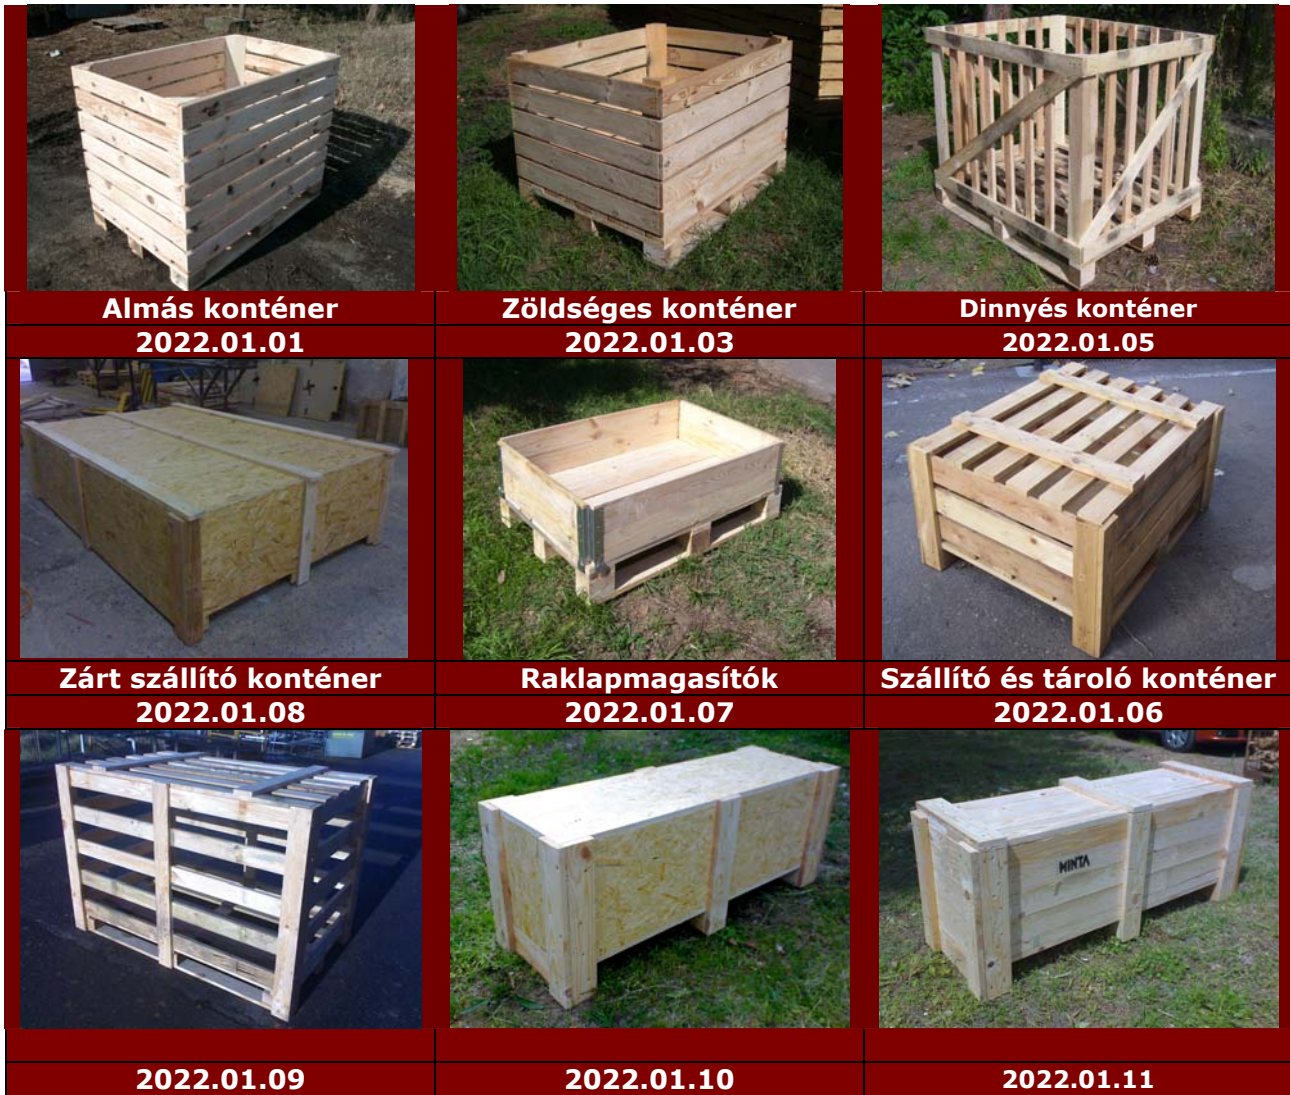 Almás konténer
Zöldséges konténer
Dinnyés konténer
2022.01.01
2022.01.03
2022.01.05
Zárt szállító konténer
Raklapmagasítók
Szállító és tároló konténer
2022.01.08
2022.01.07
2022.01.06
MINTA
2022.01.09
2022.01.10
2022.01.11